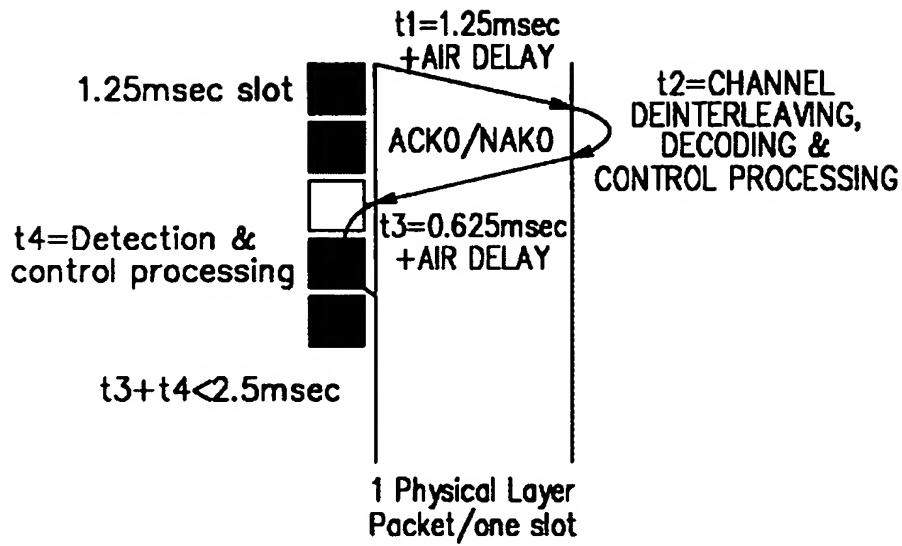 t1=1.25msec
+AIR DELAY
1.25msec slot
t2=CHANNEL
DEINTERLEAVING,
DECODING &
CONTROL PROCESSING
ACK0/NAK0
t3=0.625msec
+AIR DELAY
t4=Detection &
control processing
t3+t4<2.5msec
1 Physical Layer
Packet/one slot